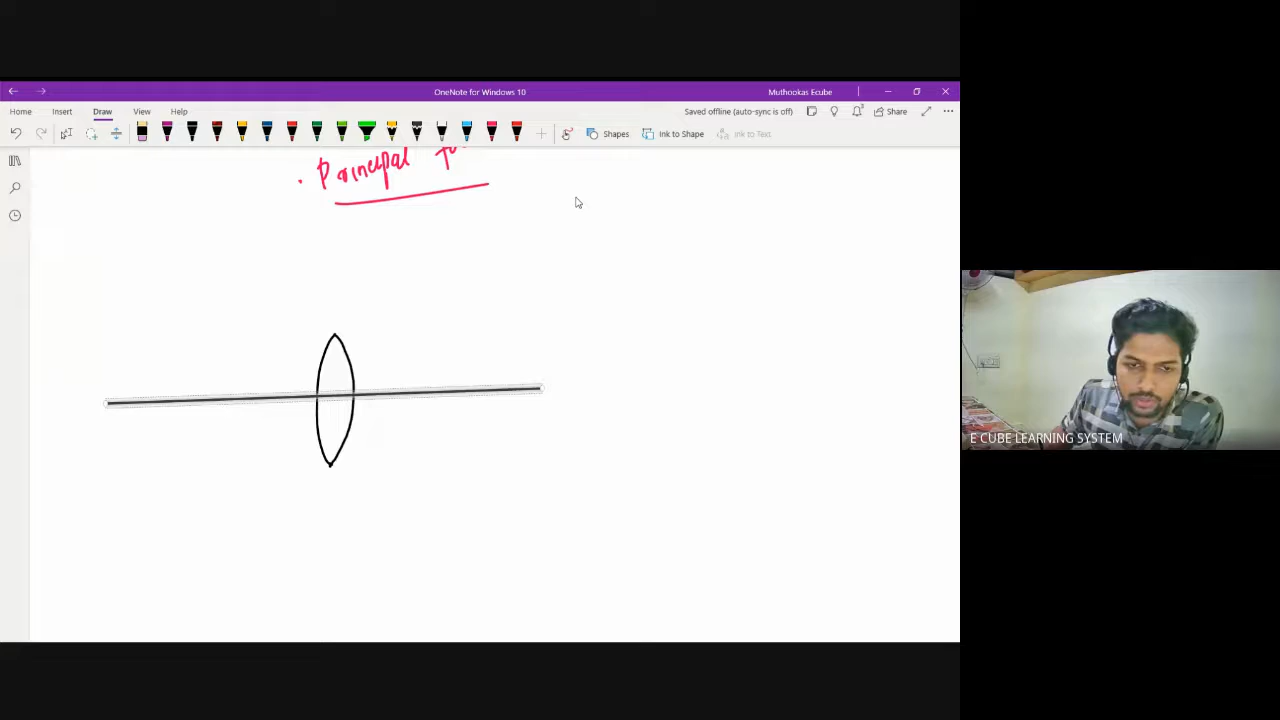 OneNote for Windows 10
Muthookas Ecube
Home Insert Draw View Help
Saved offline (auto-sync is off)
Share
Shapes
Ink to Shape
Ink to Text
. Principal
E CUBE LEARNING SYSTEM